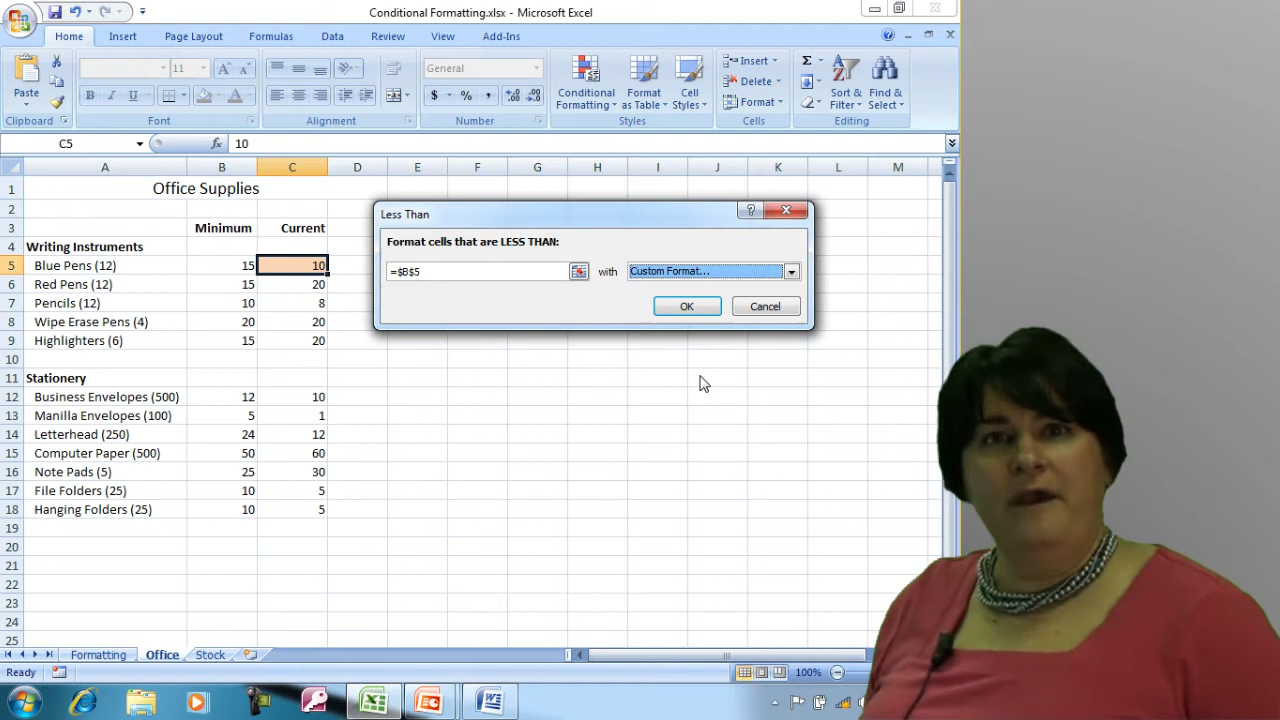 Conditional Formatting.xlsx - Microsoft Excel
Home Insert Page Layout Formulas Data Review View Add-Ins
Paste
Clipboard
11
B I U
Font
Alignment
General
$ % ,
Number
Conditional Formatting
Format as Table
Cell Styles
Styles
Insert
Delete
Format
Cells
Σ
Sort & Filter
Find & Select
Editing
C5 fx 10
A B C D E F G H I J K L M
1 Office Supplies
2
3 Minimum Current
4 Writing Instruments
5 Blue Pens (12) 15 10
6 Red Pens (12) 15 20
7 Pencils (12) 10 8
8 Wipe Erase Pens (4) 20 20
9 Highlighters (6) 15 20
10
11 Stationery
12 Business Envelopes (500) 12 10
13 Manilla Envelopes (100) 5 1
14 Letterhead (250) 24 12
15 Computer Paper (500) 50 60
16 Note Pads (5) 25 30
17 File Folders (25) 10 5
18 Hanging Folders (25) 10 5
19
20
21
22
23
24
25
Less Than
Format cells that are LESS THAN:
=$B$5 with Custom Format...
OK Cancel
Formatting Office Stock
Ready 100%